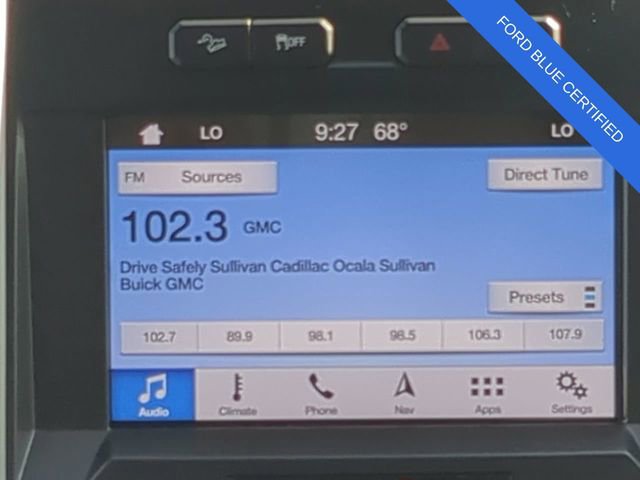 OFF
FORD BLUE CERTIFIED
LO 9:27 68° LO
FM Sources Direct Tune
102.3 GMC
Drive Safely Sullivan Cadillac Ocala Sullivan
Buick GMC
Presets
102.7 89.9 98.1 98.5 106.3 107.9
Audio Climate Phone Nav Apps Settings